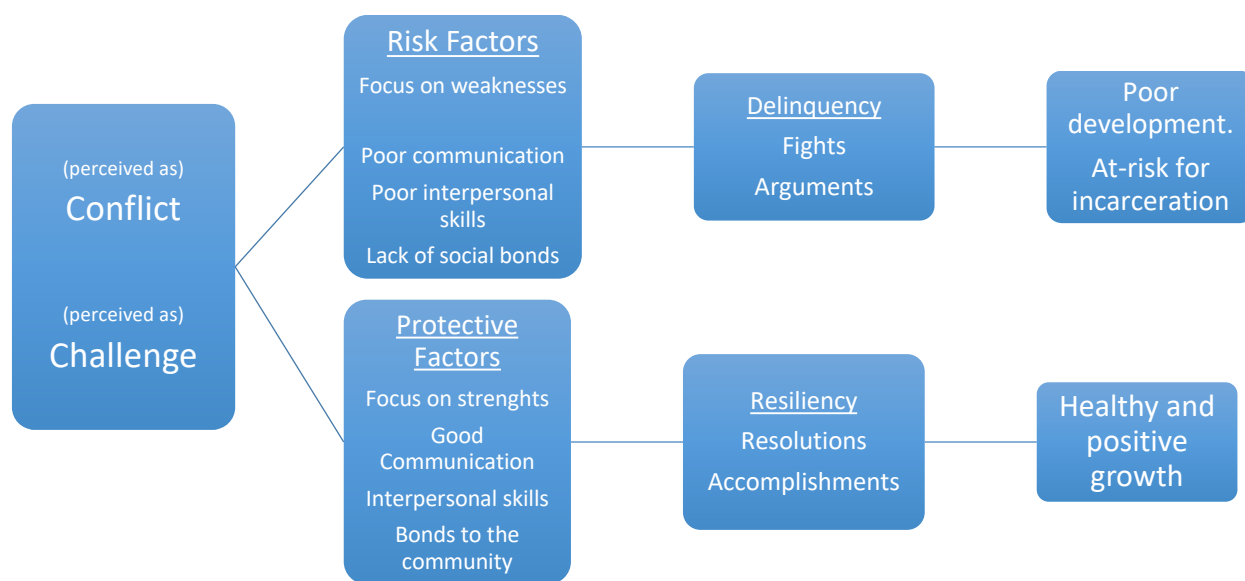 (perceived as)
Conflict
(perceived as)
Challenge
Risk Factors
Focus on weaknesses
Poor communication
Poor interpersonal
skills
Lack of social bonds
Delinquency
Fights
Arguments
Poor
development.
At-risk for
incarceration
Protective
Factors
Focus on strenghts
Good
Communication
Interpersonal skills
Bonds to the
community
Resiliency
Resolutions
Accomplishments
Healthy and
positive
growth